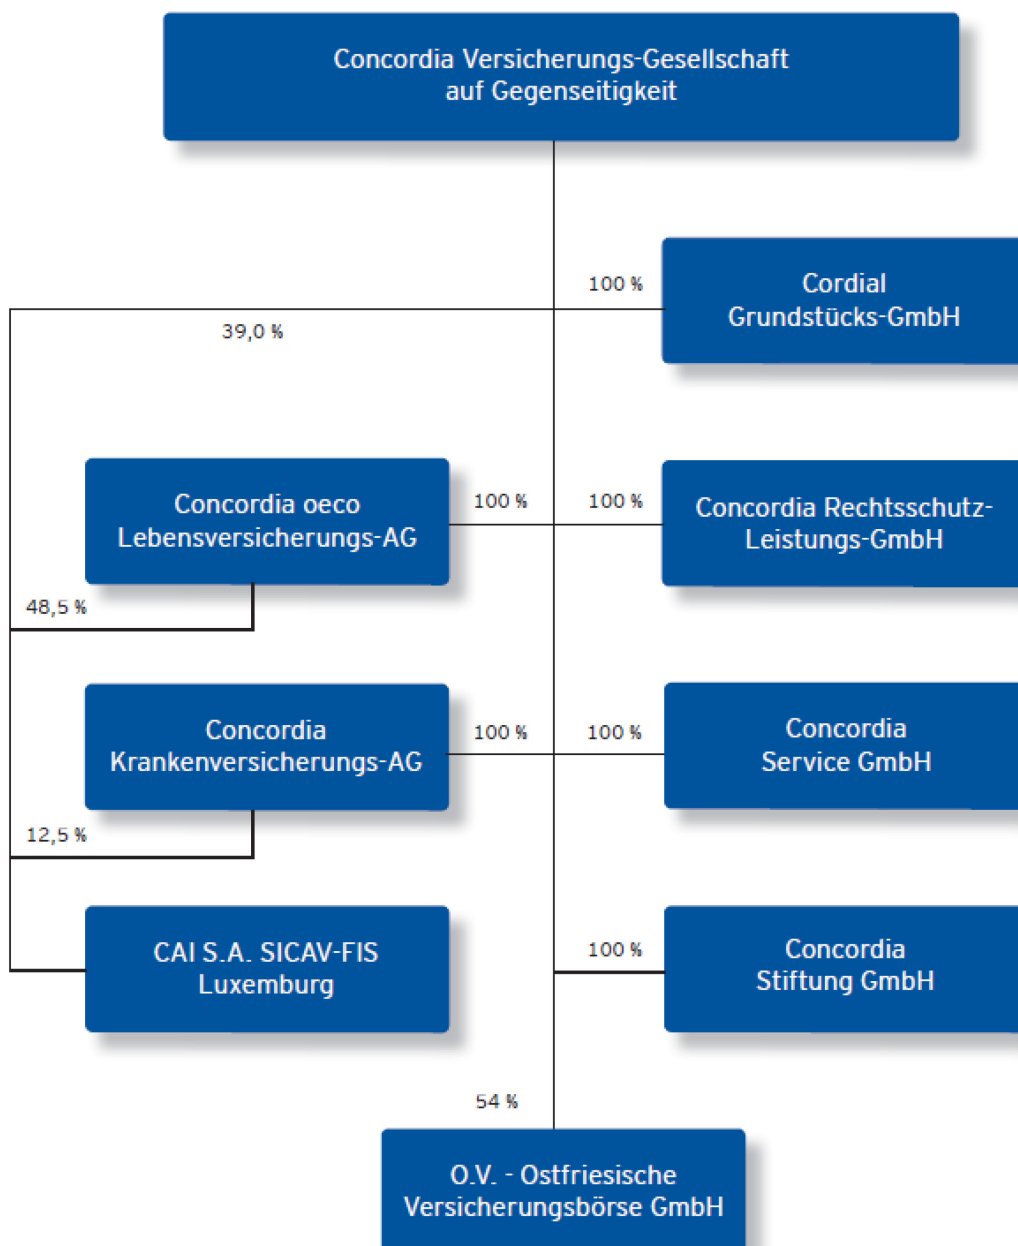 Concordia Versicherungs-Gesellschaft
auf Gegenseitigkeit
100 %
Cordial
Grundstücks-GmbH
39,0 %
Concordia oeco
Lebensversicherungs-AG
100 %
100 %
Concordia Rechtsschutz-
Leistungs-GmbH
48,5 %
Concordia
Krankenversicherungs-AG
100 %
100 %
Concordia
Service GmbH
12,5 %
CAI S.A. SICAV-FIS
Luxemburg
100 %
Concordia
Stiftung GmbH
54 %
O.V. - Ostfriesische
Versicherungsbörse GmbH